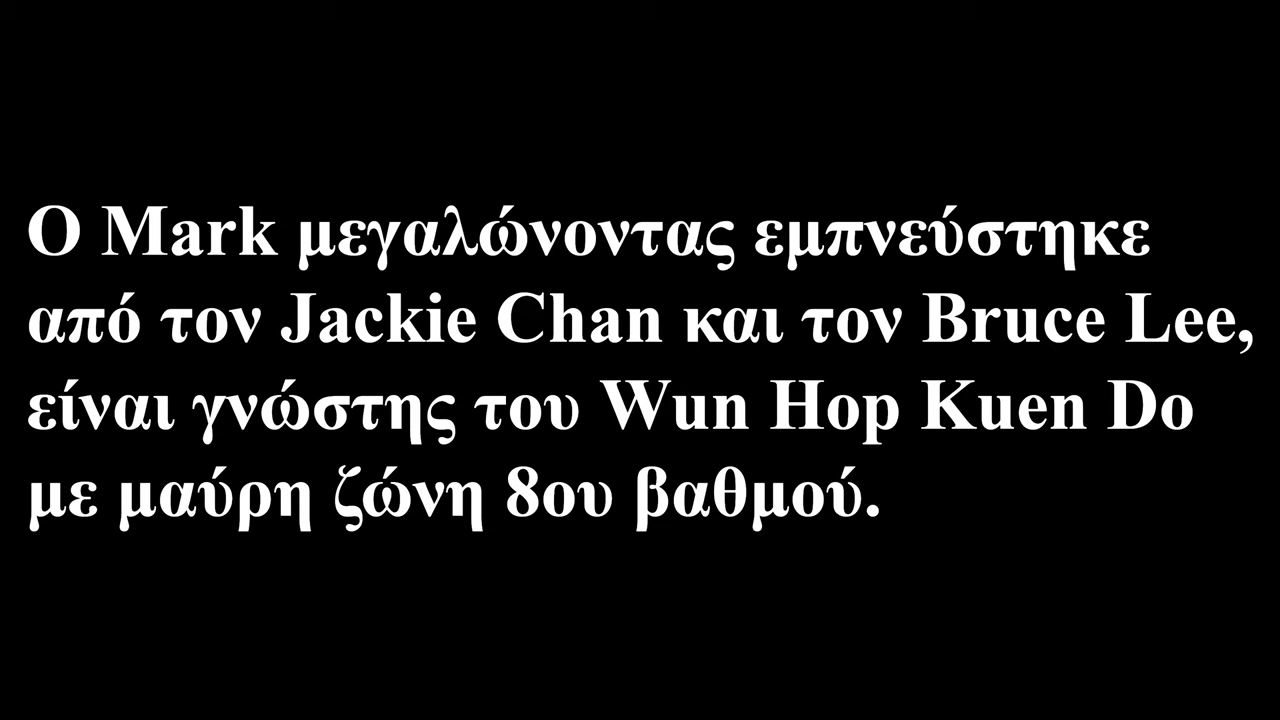 Ο Mark μεγαλώνοντας εμπνεύστηκε
από τον Jackie Chan και τον Bruce Lee,
είναι γνώστης του Wun Hop Kuen Do
με μαύρη ζώνη 8ου βαθμού.